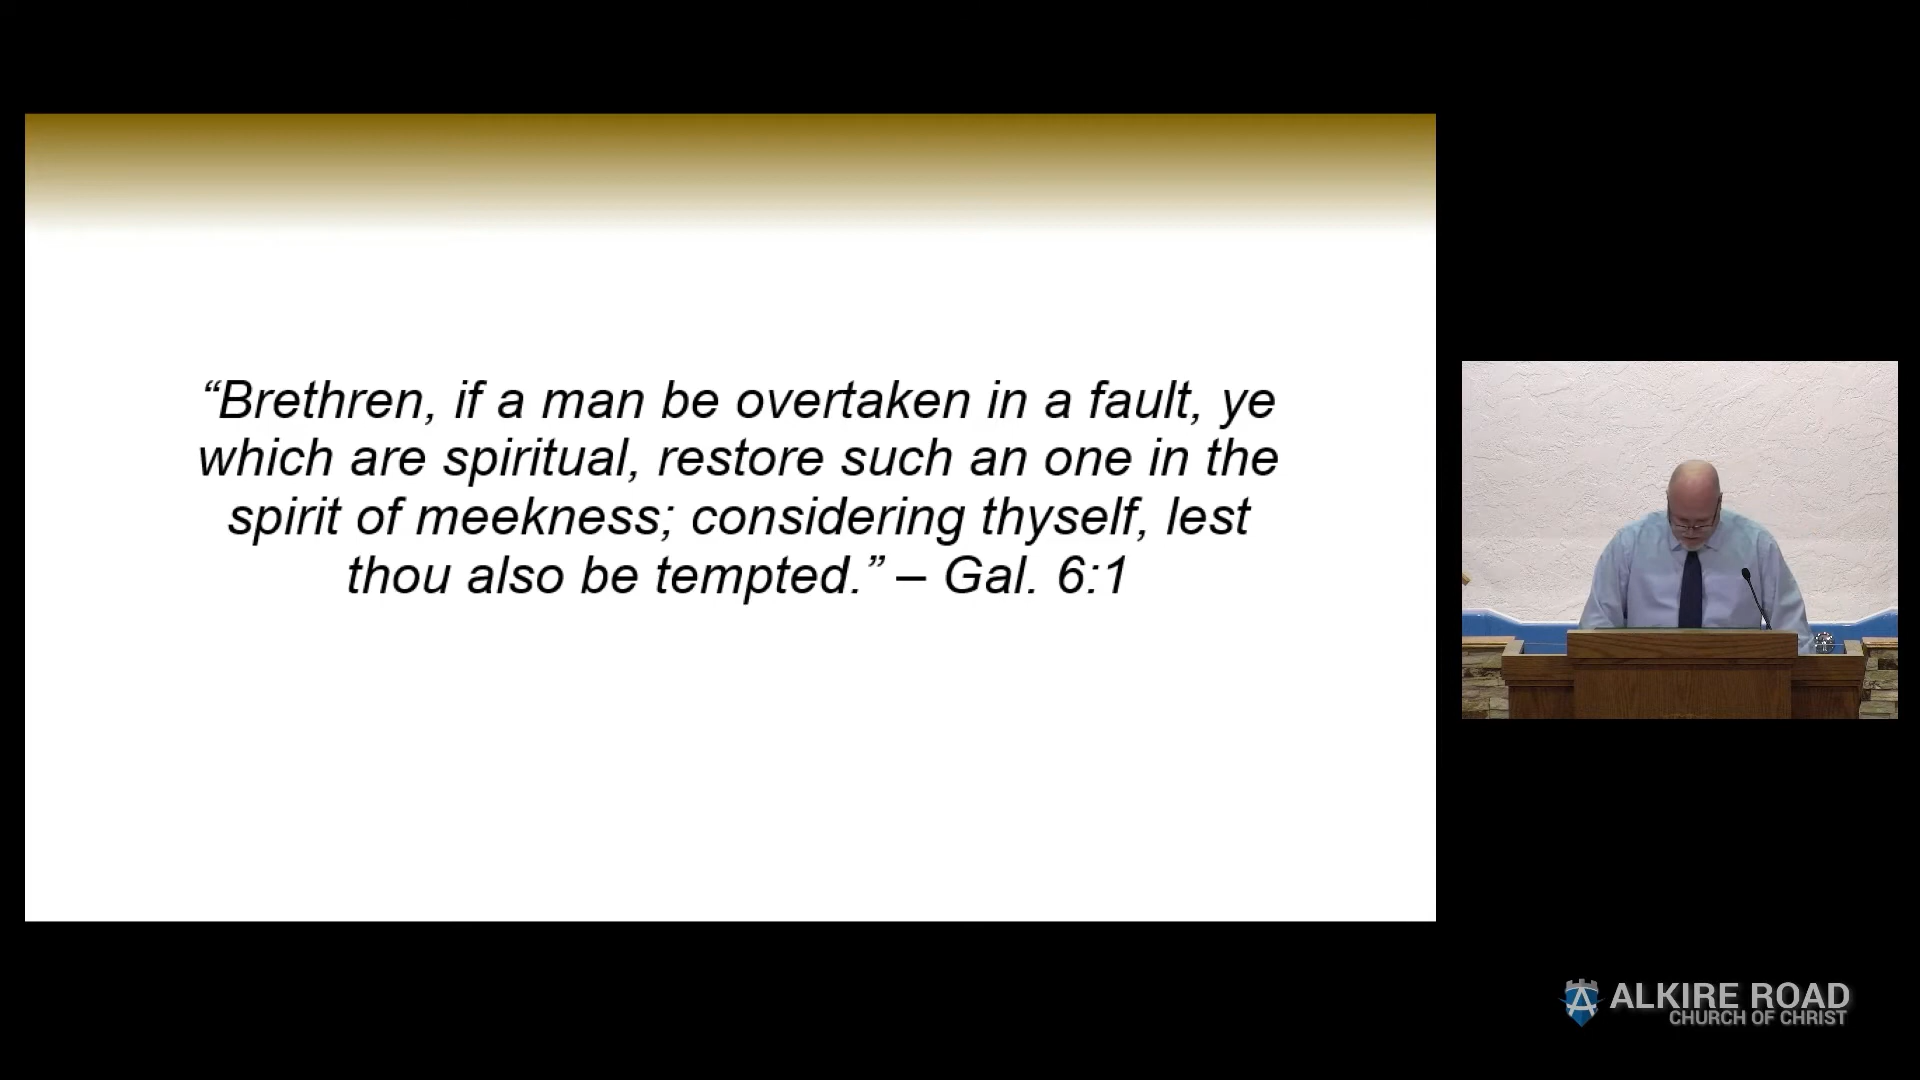 “Brethren, if a man be overtaken in a fault, ye
which are spiritual, restore such an one in the
spirit of meekness; considering thyself, lest
thou also be tempted.” – Gal. 6:1
ALKIRE ROAD
CHURCH OF CHRIST